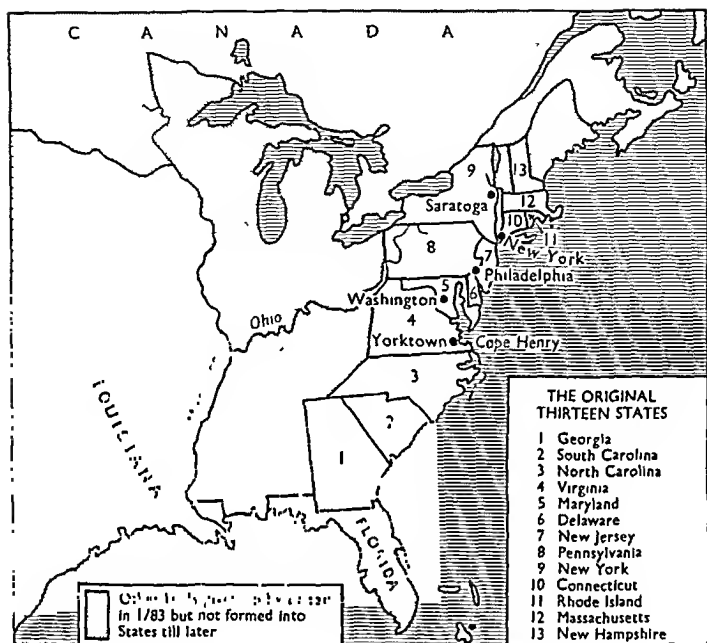 C A N A D A
9
13
Saratoga
12
10
11
New York
8
7
Philadelphia
5
6
Washington
4
Ohio
Yorktown
Cape Henry
3
LOUISIANA
2
1
FLORIDA
THE ORIGINAL
THIRTEEN STATES
1 Georgia
2 South Carolina
3 North Carolina
4 Virginia
5 Maryland
6 Delaware
7 New Jersey
8 Pennsylvania
9 New York
10 Connecticut
11 Rhode Island
12 Massachusetts
13 New Hampshire
in 1783 but not formed into
States till later